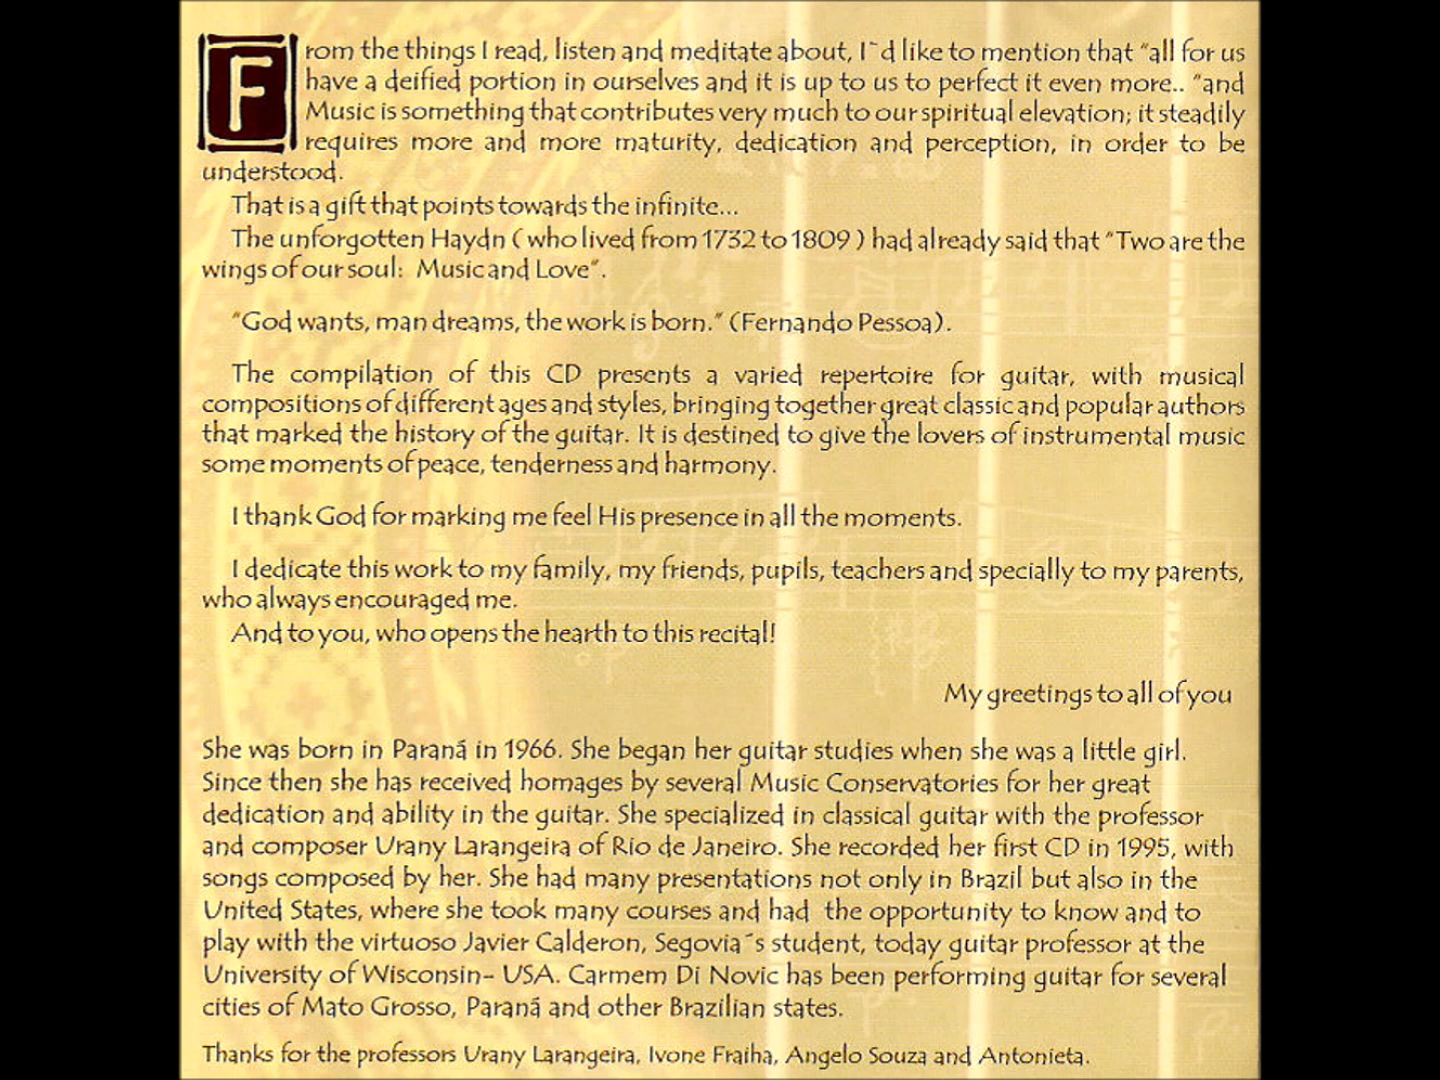 From the things I read, listen and meditate about, I`d like to mention that "all for us
have a deified portion in ourselves and it is up to us to perfect it even more.. "and
Music is something that contributes very much to our spiritual elevation; it steadily
requires more and more maturity, dedication and perception, in order to be
understood.
That is a gift that points towards the infinite...
The unforgotten Haydn ( who lived from 1732 to 1809 ) had already said that "Two are the
wings of our soul: Music and Love".
"God wants, man dreams, the work is born." (Fernando Pessoa).
The compilation of this CD presents a varied repertoire for guitar, with musical
compositions of different ages and styles, bringing together great classic and popular authors
that marked the history of the guitar. It is destined to give the lovers of instrumental music
some moments of peace, tenderness and harmony.
I thank God for marking me feel His presence in all the moments.
I dedicate this work to my family, my friends, pupils, teachers and specially to my parents,
who always encouraged me.
And to you, who opens the hearth to this recital!
My greetings to all of you
She was born in Paraná in 1966. She began her guitar studies when she was a little girl.
Since then she has received homages by several Music Conservatories for her great
dedication and ability in the guitar. She specialized in classical guitar with the professor
and composer Urany Larangeira of Rio de Janeiro. She recorded her first CD in 1995, with
songs composed by her. She had many presentations not only in Brazil but also in the
United States, where she took many courses and had the opportunity to know and to
play with the virtuoso Javier Calderon, Segovia´s student, today guitar professor at the
University of Wisconsin- USA. Carmem Di Novic has been performing guitar for several
cities of Mato Grosso, Paraná and other Brazilian states.
Thanks for the professors Urany Larangeira, Ivone Fraiha, Angelo Souza and Antonieta.